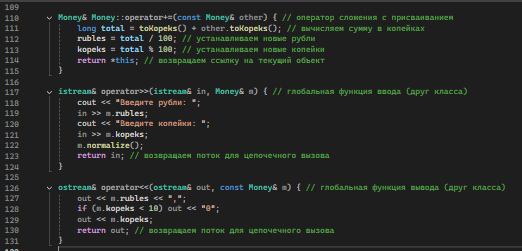 109
110 Money& Money::operator+=(const Money& other) { // оператор сложения с присваиванием
111 long total = toKopeks() + other.toKopeks(); // вычисляем сумму в копейках
112 rubles = total / 100; // устанавливаем новые рубли
113 kopeks = total % 100; // устанавливаем новые копейки
114 return *this; // возвращаем ссылку на текущий объект
115 }
116
117 istream& operator>>(istream& in, Money& m) { // глобальная функция ввода (друг класса)
118 cout << "Введите рубли: ";
119 in >> m.rubles;
120 cout << "Введите копейки: ";
121 in >> m.kopeks;
122 m.normalize();
123 return in; // возвращаем поток для цепочечного вызова
124 }
125
126 ostream& operator<<(ostream& out, const Money& m) { // глобальная функция вывода (друг класса)
127 out << m.rubles << ",";
128 if (m.kopeks < 10) out << "0";
129 out << m.kopeks;
130 return out; // возвращаем поток для цепочечного вызова
131 }